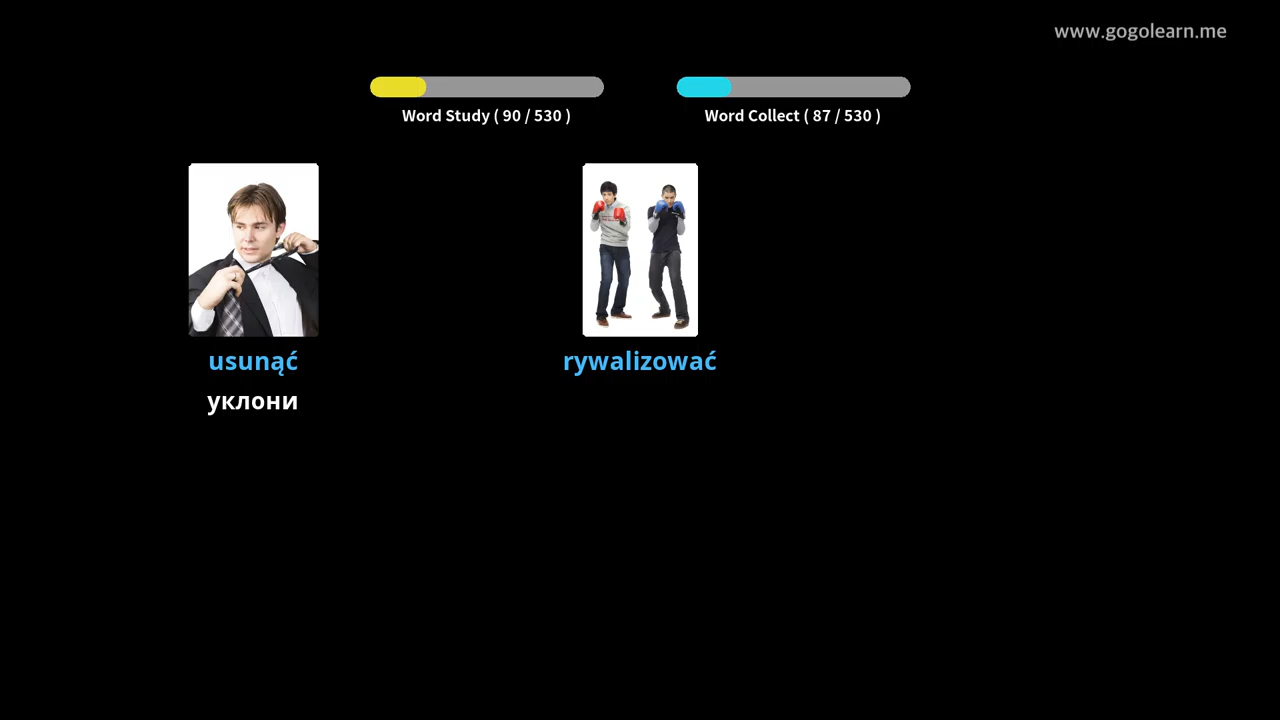 www.gogolearn.me
Word Study ( 90 / 530 )
Word Collect ( 87 / 530 )
usunąć
rywalizować
уклони